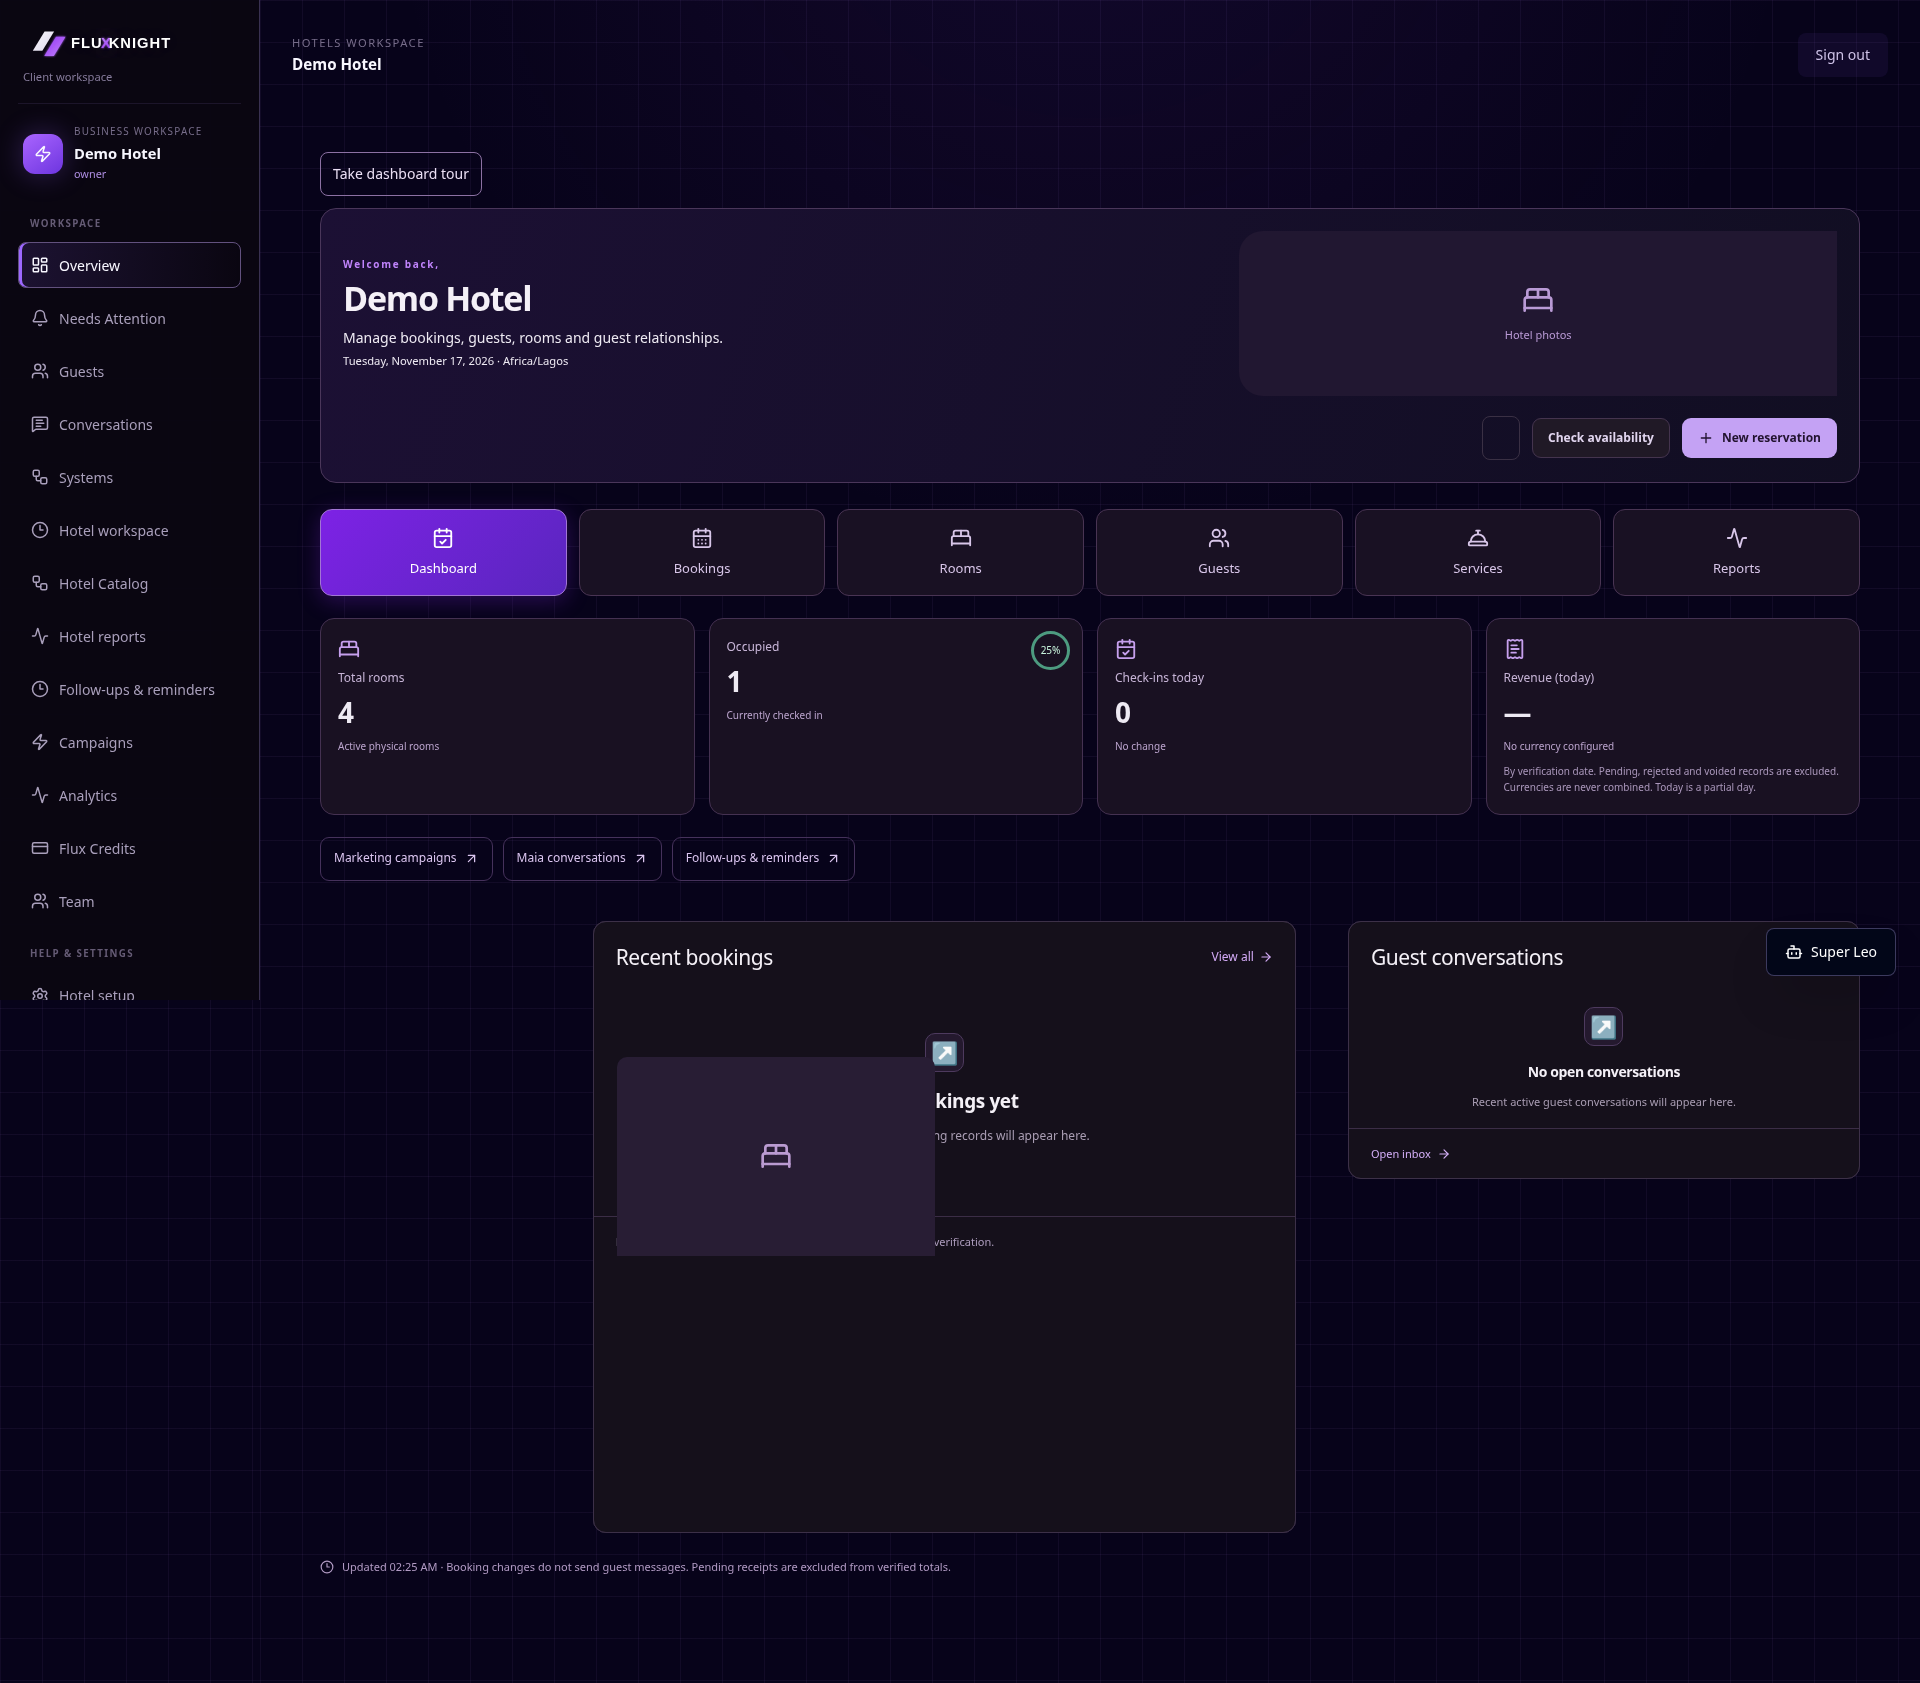 FLUXKNIGHT
Client workspace
BUSINESS WORKSPACE
Demo Hotel
owner
WORKSPACE
Overview
Needs Attention
Guests
Conversations
Systems
Hotel workspace
Hotel Catalog
Hotel reports
Follow-ups & reminders
Campaigns
Analytics
Flux Credits
Team
HELP & SETTINGS
Hotel setup
HOTELS WORKSPACE
Demo Hotel
Sign out
Take dashboard tour
Welcome back,
Demo Hotel
Manage bookings, guests, rooms and guest relationships.
Tuesday, November 17, 2026 · Africa/Lagos
Hotel photos
Check availability
New reservation
Dashboard
Bookings
Rooms
Guests
Services
Reports
Total rooms
4
Active physical rooms
Occupied
1
Currently checked in
25%
Check-ins today
0
No change
Revenue (today)
—
No currency configured
By verification date. Pending, rejected and voided records are excluded.
Currencies are never combined. Today is a partial day.
Marketing campaigns
Maia conversations
Follow-ups & reminders
Recent bookings
View all
kings yet
ng records will appear here.
verification.
Guest conversations
Super Leo
No open conversations
Recent active guest conversations will appear here.
Open inbox
Updated 02:25 AM · Booking changes do not send guest messages. Pending receipts are excluded from verified totals.